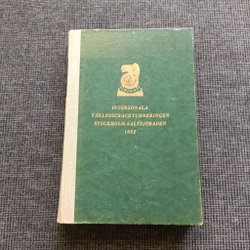 INTERZONALA
VÄRLDSSCHACKTURNERINGEN
STOCKHOLM-SALTSJÖBADEN
1952